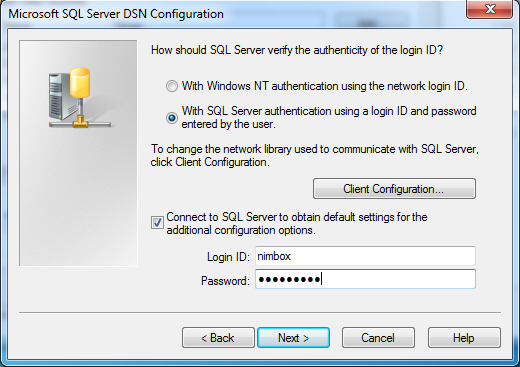 Microsoft SQL Server DSN Configuration
How should SQL Server verify the authenticity of the login ID?
With Windows NT authentication using the network login ID.
With SQL Server authentication using a login ID and password
entered by the user.
To change the network library used to communicate with SQL Server,
click Client Configuration.
Client Configuration...
Connect to SQL Server to obtain default settings for the
additional configuration options.
Login ID: nimbox
Password: ●●●●●●●●●
< Back Next > Cancel Help